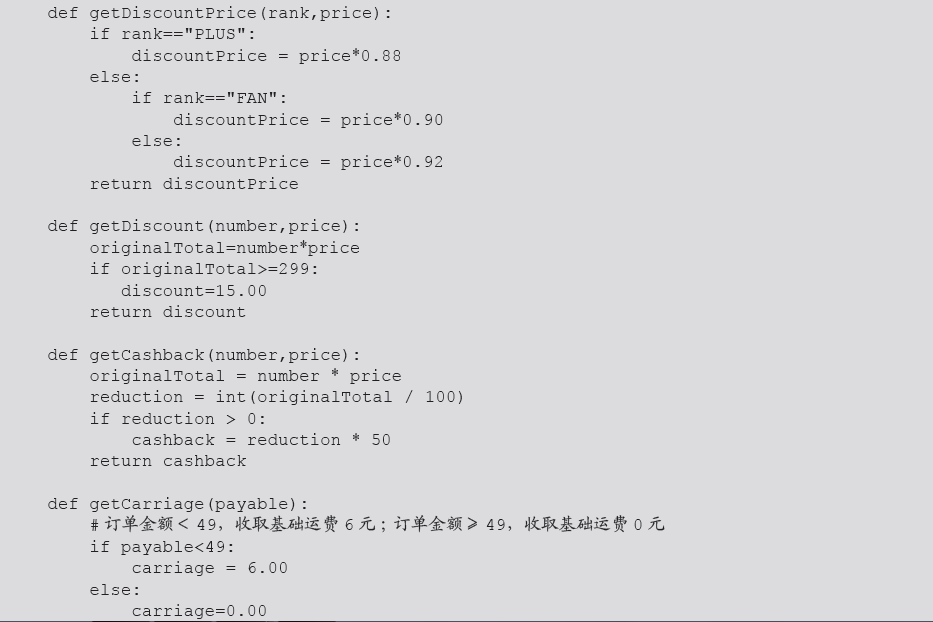 def getDiscountPrice(rank,price):
    if rank=="PLUS":
        discountPrice = price*0.88
    else:
        if rank=="FAN":
            discountPrice = price*0.90
        else:
            discountPrice = price*0.92
    return discountPrice

def getDiscount(number,price):
    originalTotal=number*price
    if originalTotal>=299:
       discount=15.00
    return discount

def getCashback(number,price):
    originalTotal = number * price
    reduction = int(originalTotal / 100)
    if reduction > 0:
        cashback = reduction * 50
    return cashback

def getCarriage(payable):
    # 订单金额 < 49，收取基础运费 6 元；订单金额 ≥ 49，收取基础运费 0 元
    if payable<49:
        carriage = 6.00
    else:
        carriage=0.00